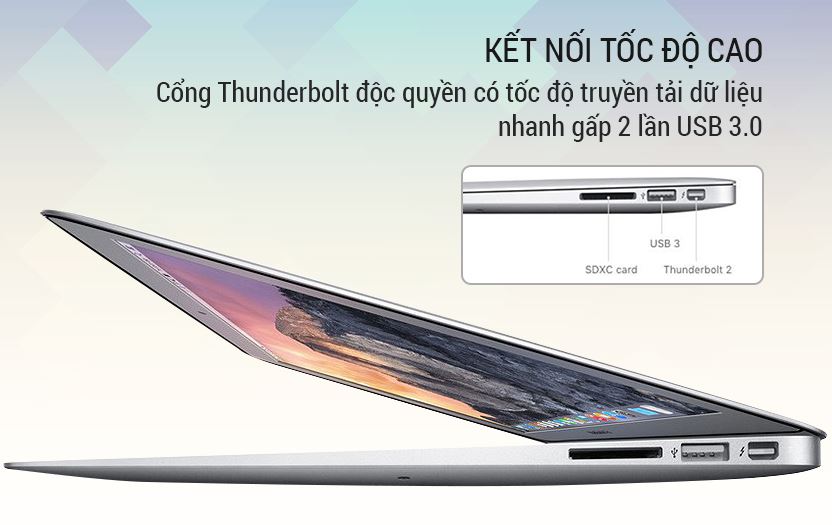 KẾT NỐI TỐC ĐỘ CAO
Cổng Thunderbolt độc quyền có tốc độ truyền tải dữ liệu
nhanh gấp 2 lần USB 3.0
USB 3
SDXC card
Thunderbolt 2